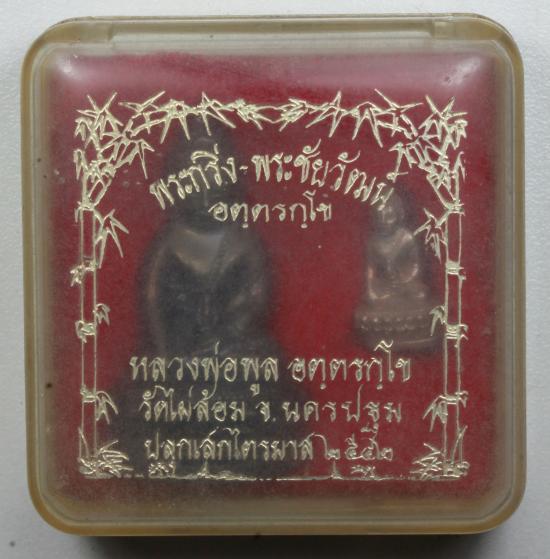 พระกริ่ง-พระชัยวัฒน์
อตฺตรกฺโข
หลวงพ่อพูล อตฺตรกฺโข
วัดไผ่ล้อม จ.นครปฐม
ปลุกเสกไตรมาส ๒๕๔๒